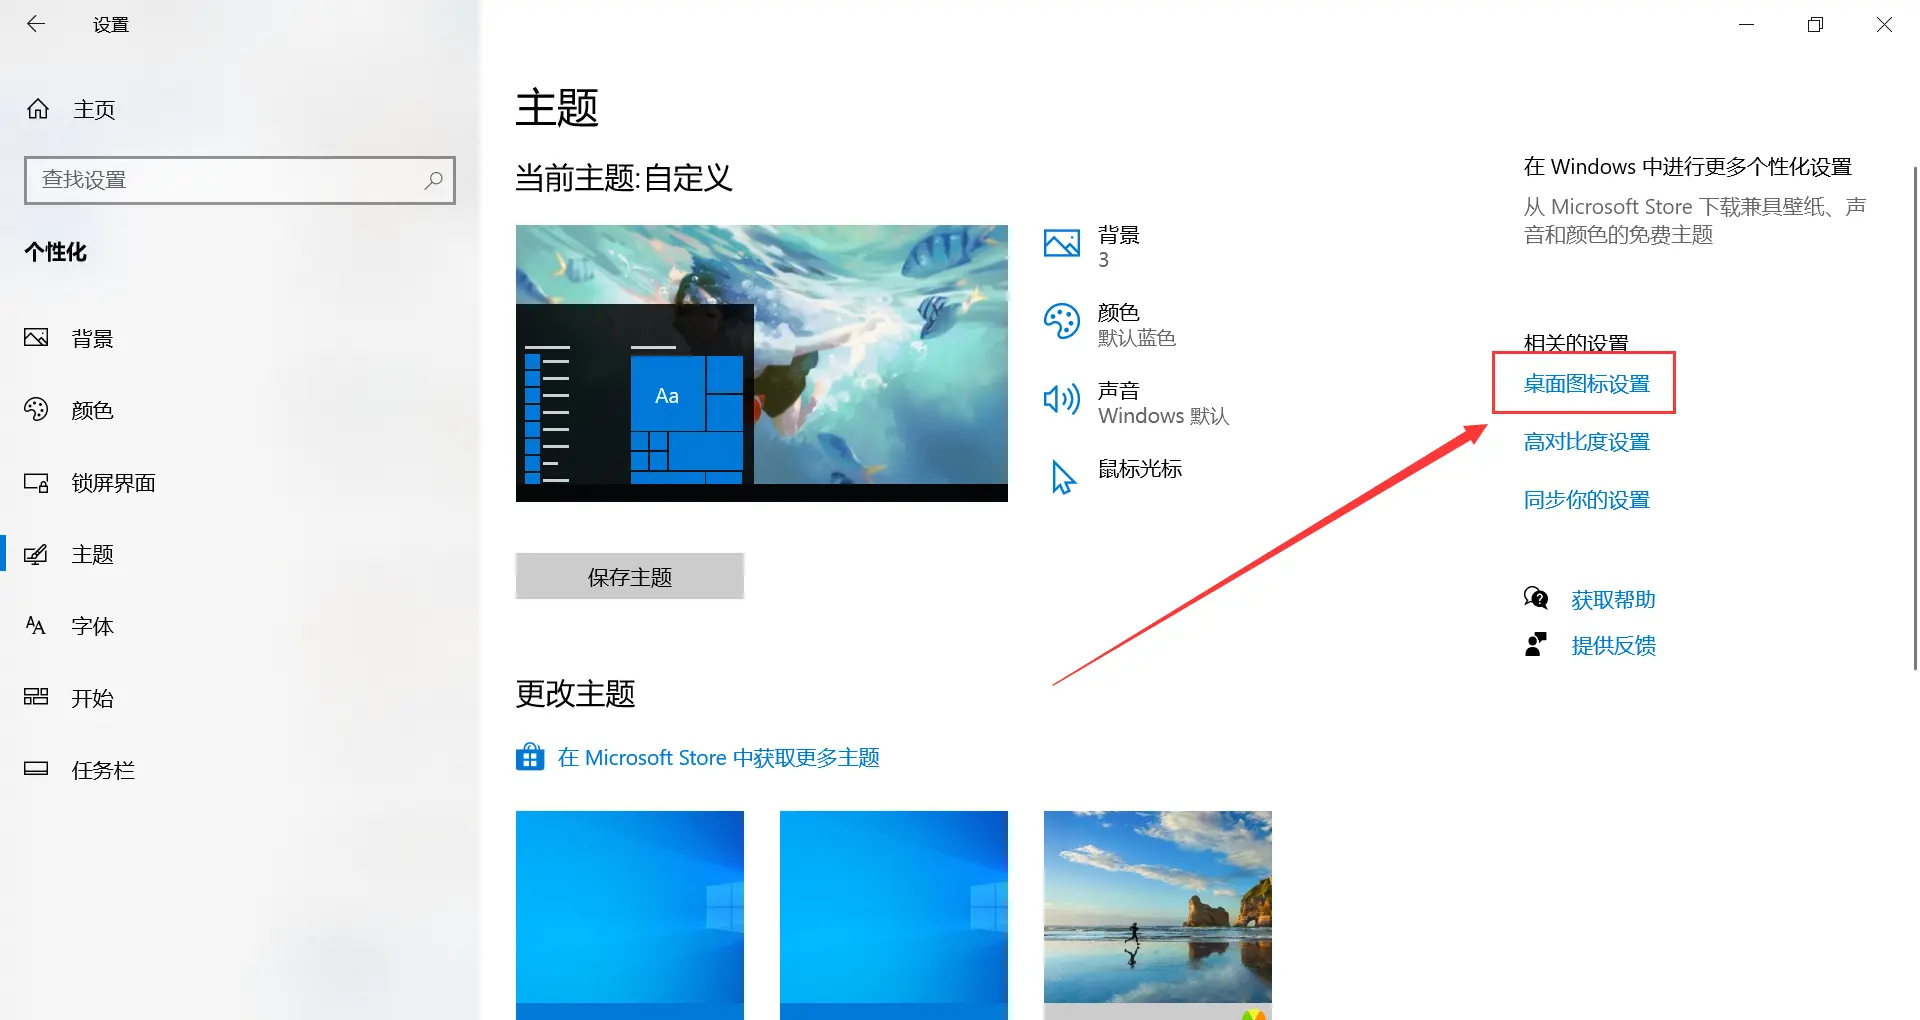 设置
主页
查找设置
个性化
背景
颜色
锁屏界面
主题
字体
开始
任务栏
主题
当前主题:自定义
Aa
背景
3
颜色
默认蓝色
声音
Windows 默认
鼠标光标
保存主题
更改主题
在 Microsoft Store 中获取更多主题
在 Windows 中进行更多个性化设置
从 Microsoft Store 下载兼具壁纸、声
音和颜色的免费主题
相关的设置
桌面图标设置
高对比度设置
同步你的设置
获取帮助
提供反馈